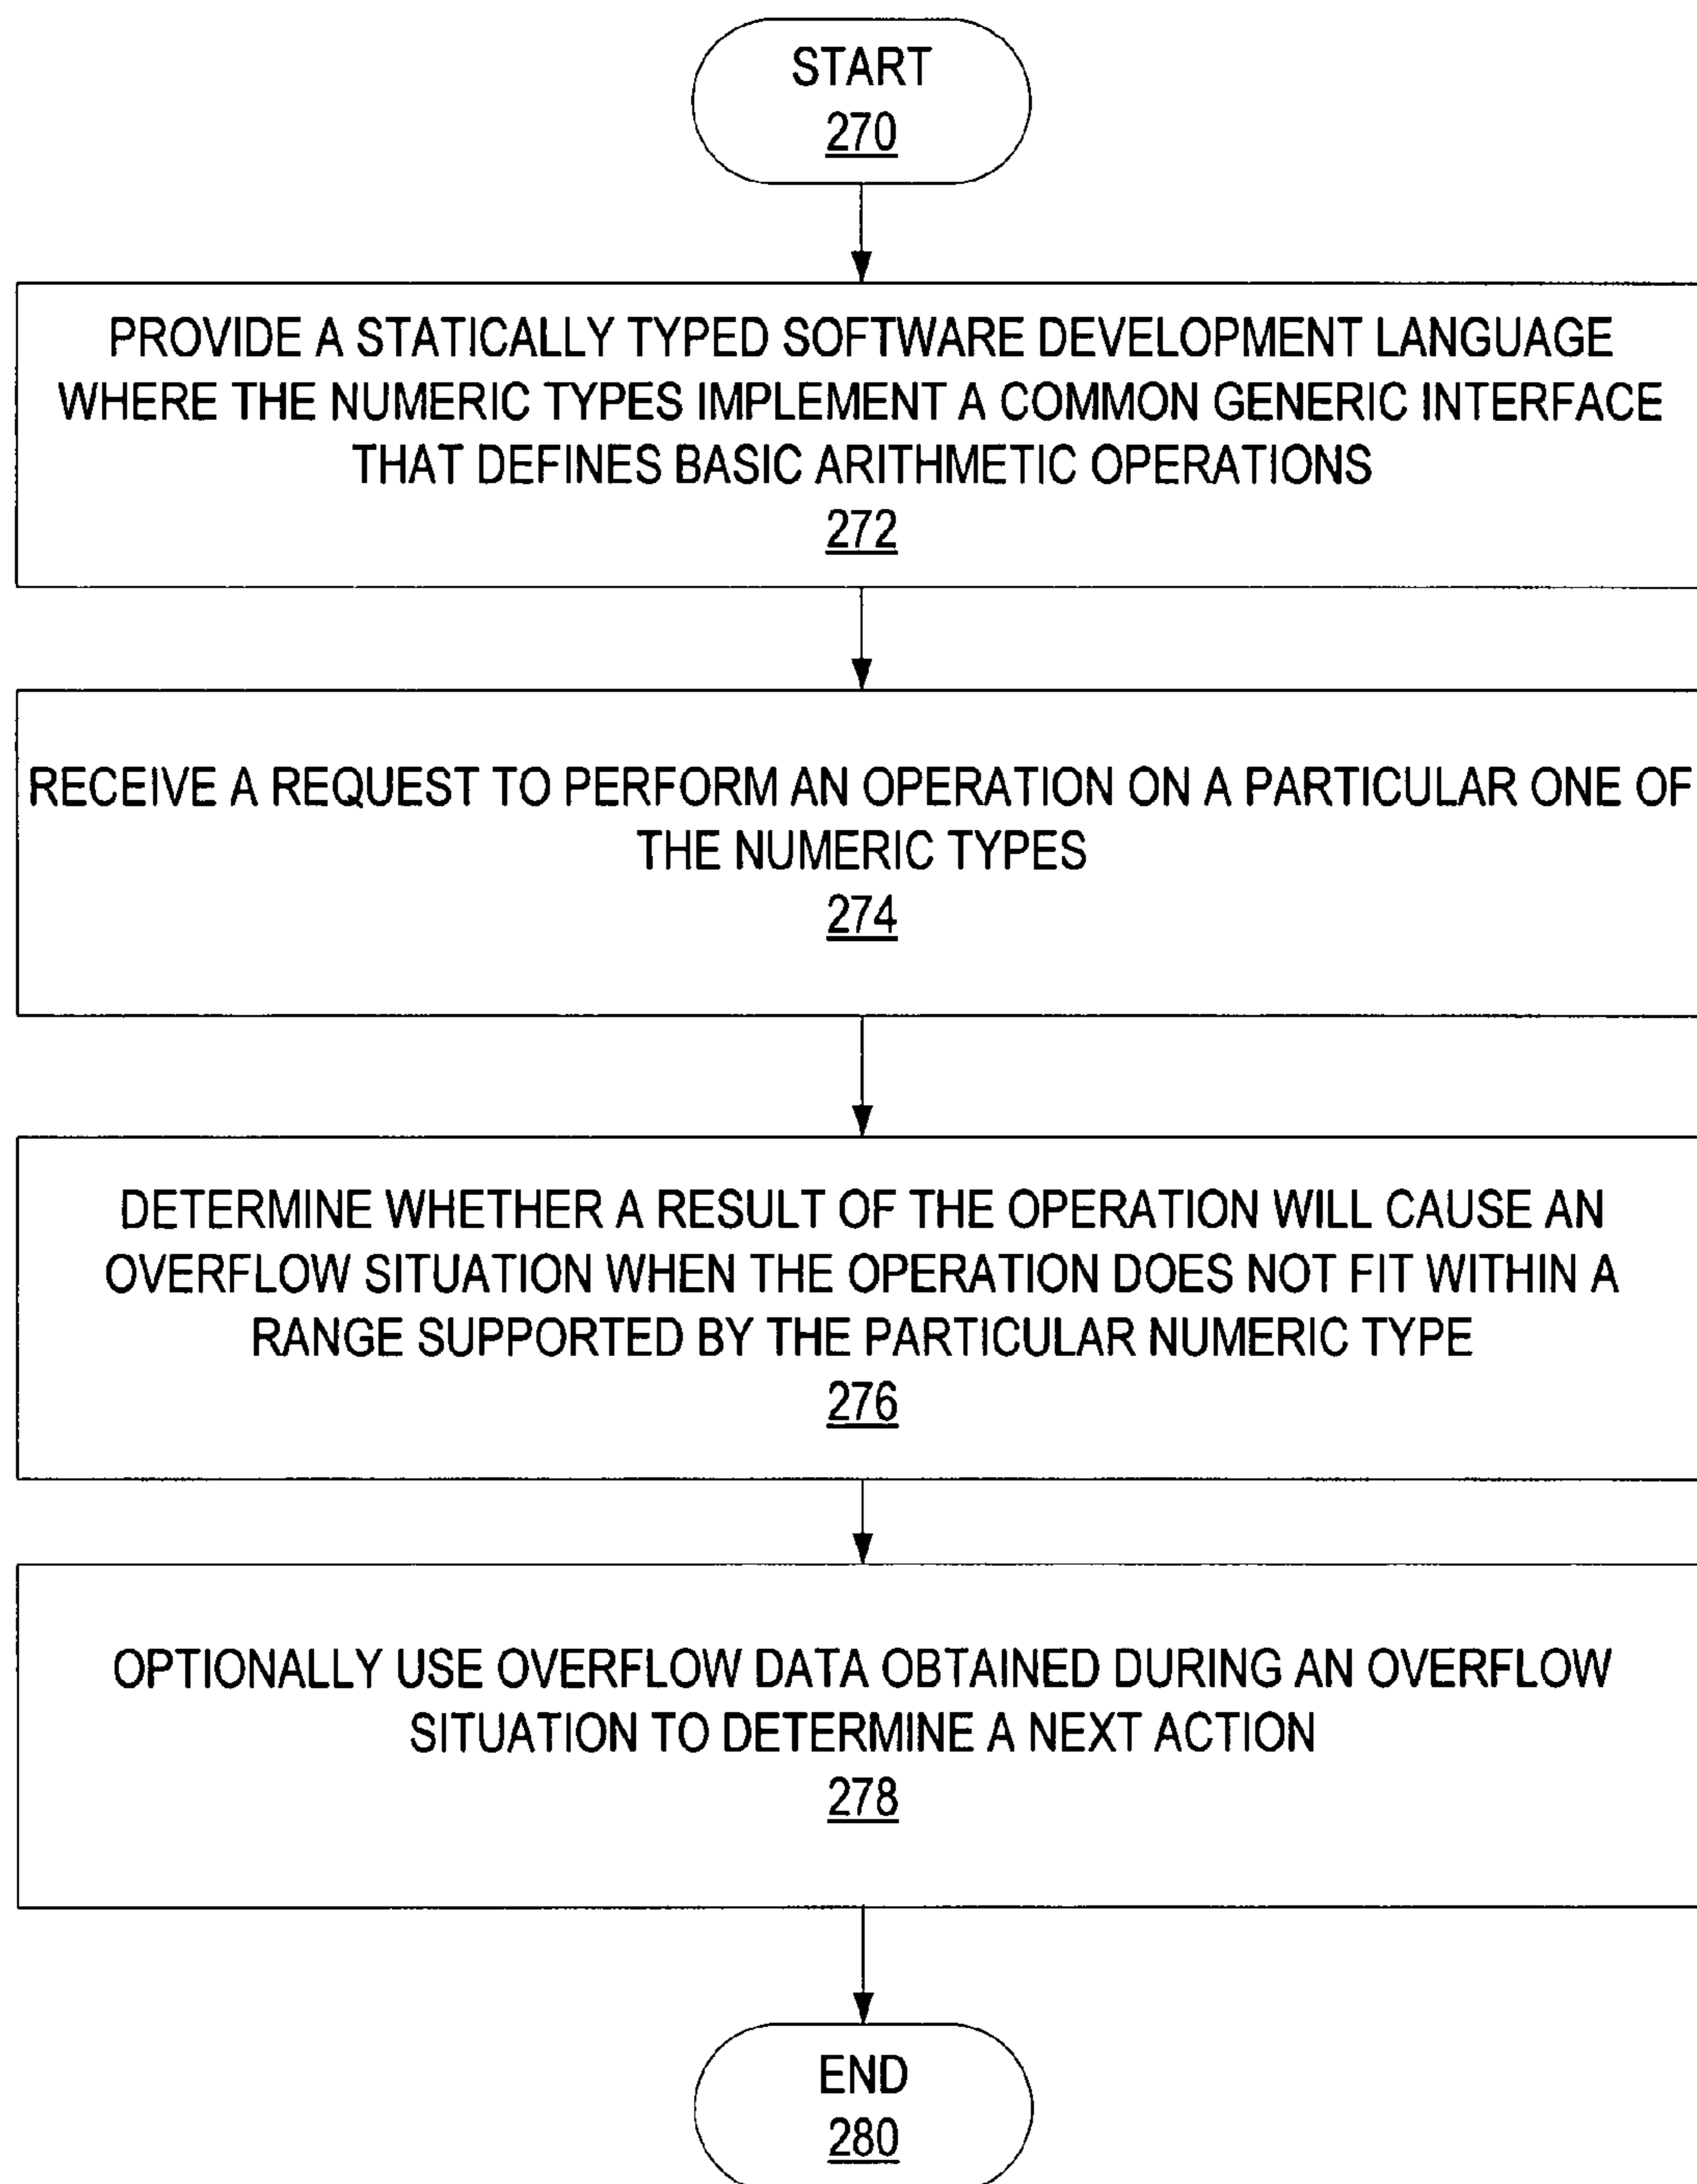 START
270
PROVIDE A STATICALLY TYPED SOFTWARE DEVELOPMENT LANGUAGE
WHERE THE NUMERIC TYPES IMPLEMENT A COMMON GENERIC INTERFACE
THAT DEFINES BASIC ARITHMETIC OPERATIONS
272
RECEIVE A REQUEST TO PERFORM AN OPERATION ON A PARTICULAR ONE OF
THE NUMERIC TYPES
274
DETERMINE WHETHER A RESULT OF THE OPERATION WILL CAUSE AN
OVERFLOW SITUATION WHEN THE OPERATION DOES NOT FIT WITHIN A
RANGE SUPPORTED BY THE PARTICULAR NUMERIC TYPE
276
OPTIONALLY USE OVERFLOW DATA OBTAINED DURING AN OVERFLOW
SITUATION TO DETERMINE A NEXT ACTION
278
END
280